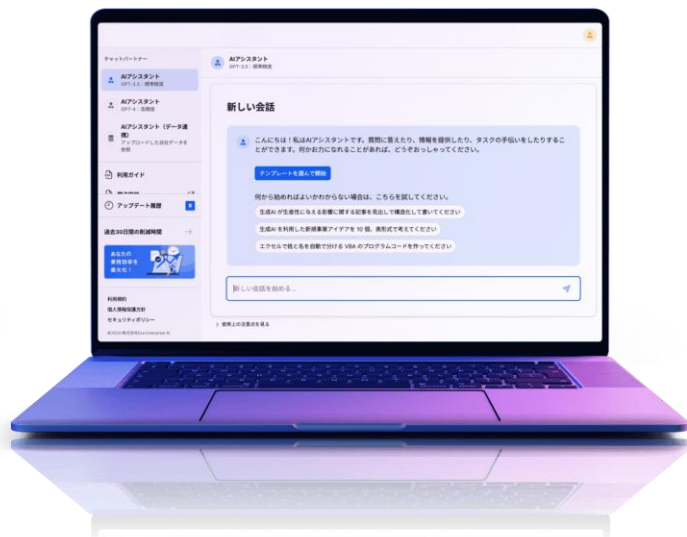 チャットパートナー
AIアシスタント
GPT-3.5：標準精度
AIアシスタント
GPT-4：高精度
AIアシスタント（データ連
携）
アップロードした自社データを
参照
利用ガイド
アップデート履歴
過去30日間の削減時間
あなたの
業務効率を
最大化！
利用規約
個人情報保護方針
セキュリティポリシー
AIアシスタント
GPT-3.5：標準精度
新しい会話
こんにちは！私はAIアシスタントです。質問に答えたり、情報を提供したり、タスクの手伝いをしたりするこ
とができます。何かお力になれることがあれば、どうぞおっしゃってください。
テンプレートを選んで開始
何から始めればよいかわからない場合は、こちらを試してください。
生成AIが生産性に与える影響に関する記事を見出しで構造化して書いてください
生成AIを利用した新規事業アイデアを 10 個、表形式で考えてください
エクセルで姓と名を自動で分ける VBA のプログラムコードを作ってください
新しい会話を始める...
使用上の注意点を見る